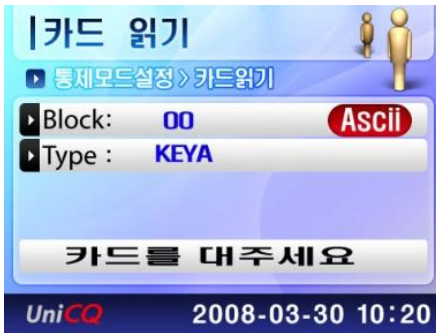 카드 읽기
통제모드설정 > 카드읽기
Block: 00 Ascii
Type : KEYA
카드를 대주세요
UniCQ 2008-03-30 10:20